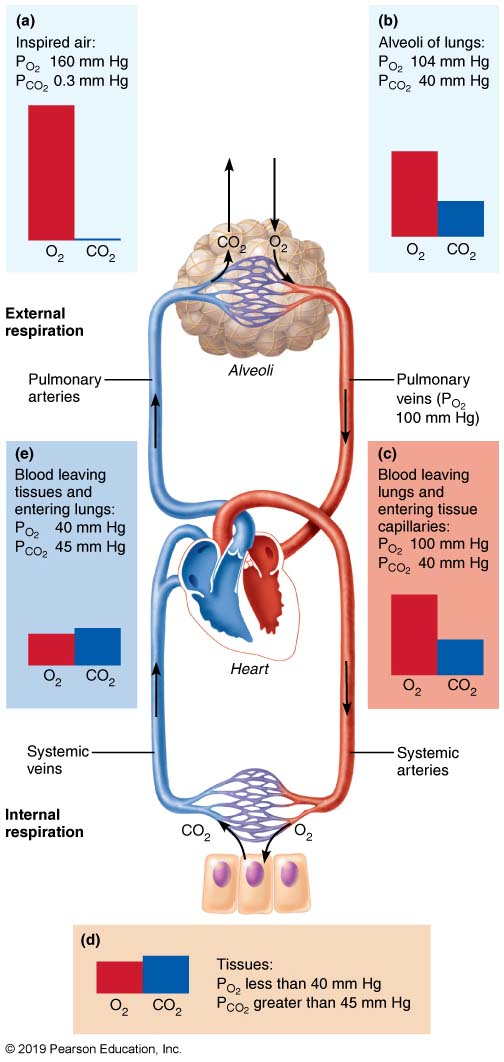 (a)
Inspired air:
PO₂ 160 mm Hg
PCO₂ 0.3 mm Hg
O₂ CO₂
(b)
Alveoli of lungs:
PO₂ 104 mm Hg
PCO₂ 40 mm Hg
O₂ CO₂
CO₂ O₂
External
respiration
Alveoli
Pulmonary
arteries
Pulmonary
veins (PO₂
100 mm Hg)
(e)
Blood leaving
tissues and
entering lungs:
PO₂ 40 mm Hg
PCO₂ 45 mm Hg
O₂ CO₂
(c)
Blood leaving
lungs and
entering tissue
capillaries:
PO₂ 100 mm Hg
PCO₂ 40 mm Hg
O₂ CO₂
Heart
Systemic
veins
Systemic
arteries
Internal
respiration
CO₂ O₂
(d)
O₂ CO₂
Tissues:
PO₂ less than 40 mm Hg
PCO₂ greater than 45 mm Hg
© 2019 Pearson Education, Inc.